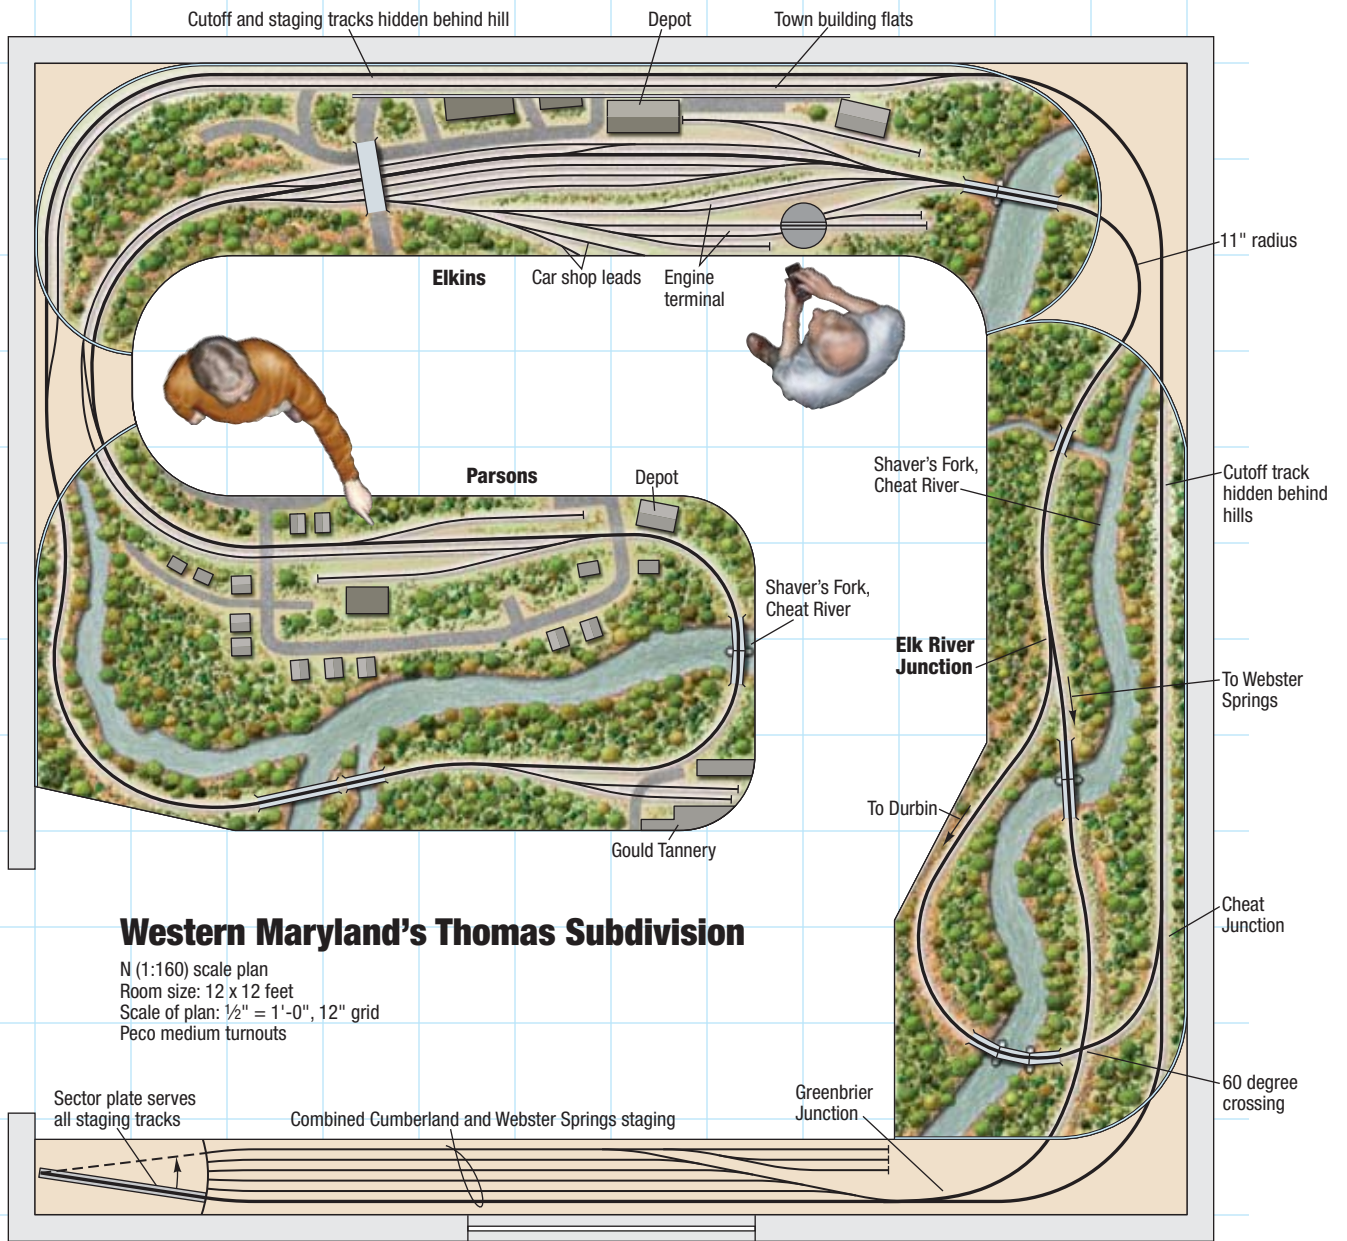 Cutoff and staging tracks hidden behind hill
Depot
Town building flats
11" radius
Elkins
Car shop leads
Engine
terminal
Parsons
Depot
Shaver's Fork,
Cheat River
Cutoff track
hidden behind
hills
Shaver's Fork,
Cheat River
Elk River
Junction
To Webster
Springs
To Durbin
Gould Tannery
Cheat
Junction
Western Maryland's Thomas Subdivision
N (1:160) scale plan
Room size: 12 x 12 feet
Scale of plan: ½" = 1'-0", 12" grid
Peco medium turnouts
60 degree
crossing
Sector plate serves
all staging tracks
Combined Cumberland and Webster Springs staging
Greenbrier
Junction